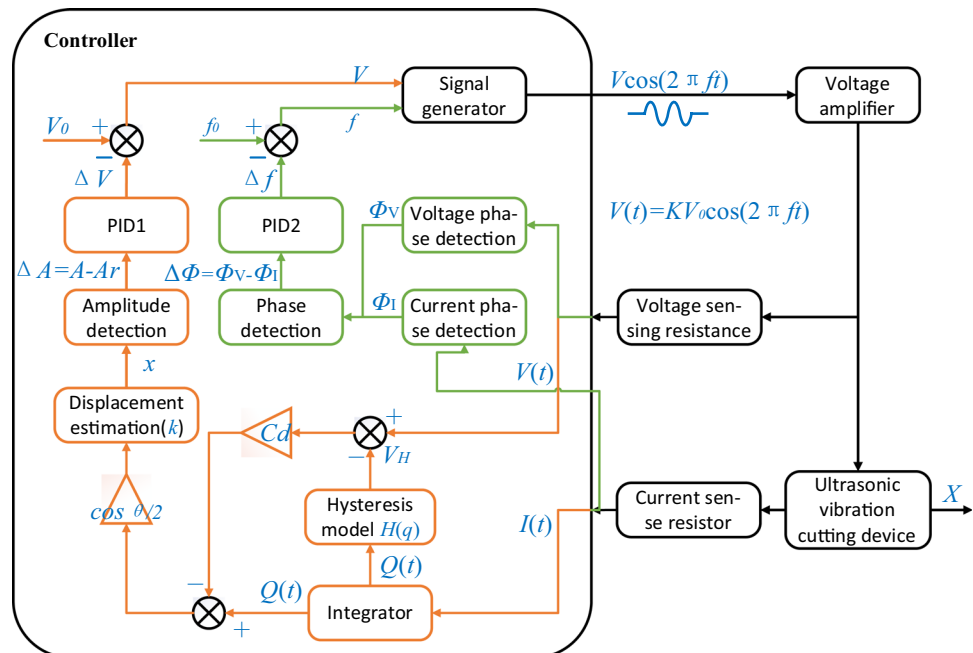 Controller
V
Signal
generator
Vcos(2 π ft)
Voltage
amplifier
V0
+
−
f0
+
−
f
Δ V
Δ f
V(t)=KV0cos(2 π ft)
PID1
PID2
ΦV
Voltage pha-
se detection
Δ A=A-Ar
ΔΦ=ΦV-ΦI
Amplitude
detection
Phase
detection
ΦI
Current pha-
se detection
Voltage sen-
sing resistance
x
V(t)
Displacement
estimation(k)
Cd
+
−
VH
cos θ/2
Hysteresis
model H(q)
I(t)
Current sen-
se resistor
Ultrasonic
vibration
cutting device
X
Q(t)
−
+
Q(t)
Integrator